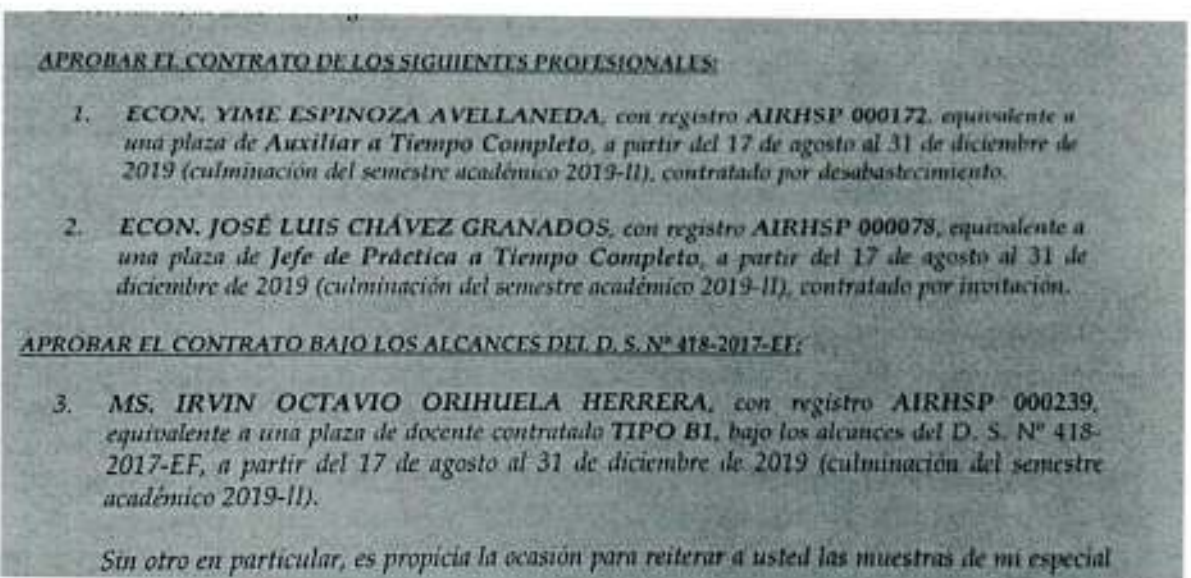 APROBAR EL CONTRATO DE LOS SIGUIENTES PROFESIONALES:
1. ECON. YIME ESPINOZA AVELLANEDA, con registro AIRHSP 000172, equivalente a
una plaza de Auxiliar a Tiempo Completo, a partir del 17 de agosto al 31 de diciembre de
2019 (culminación del semestre académico 2019-II), contratado por desabastecimiento.
2. ECON. JOSÉ LUIS CHÁVEZ GRANADOS, con registro AIRHSP 000078, equivalente a
una plaza de Jefe de Práctica a Tiempo Completo, a partir del 17 de agosto al 31 de
diciembre de 2019 (culminación del semestre académico 2019-II), contratado por invitación.
APROBAR EL CONTRATO BAJO LOS ALCANCES DEL D. S. Nº 418-2017-EF:
3. MS. IRVIN OCTAVIO ORIHUELA HERRERA, con registro AIRHSP 000239,
equivalente a una plaza de docente contratado TIPO B1, bajo los alcances del D. S. Nº 418-
2017-EF, a partir del 17 de agosto al 31 de diciembre de 2019 (culminación del semestre
académico 2019-II).
Sin otro en particular, es propicia la ocasión para reiterar a usted las muestras de mi especial